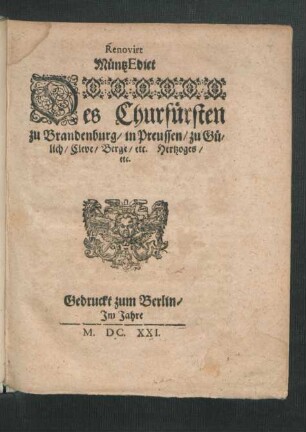 Renovirt
MüntzEdict
Des Churfürsten
zu Brandenburg/ in Preussen/ zu Gü-
lich/ Cleve/ Berge/ etc. Hertzoges/
etc.
Gedruckt zum Berlin/
Im Jahre
M. DC. XXI.